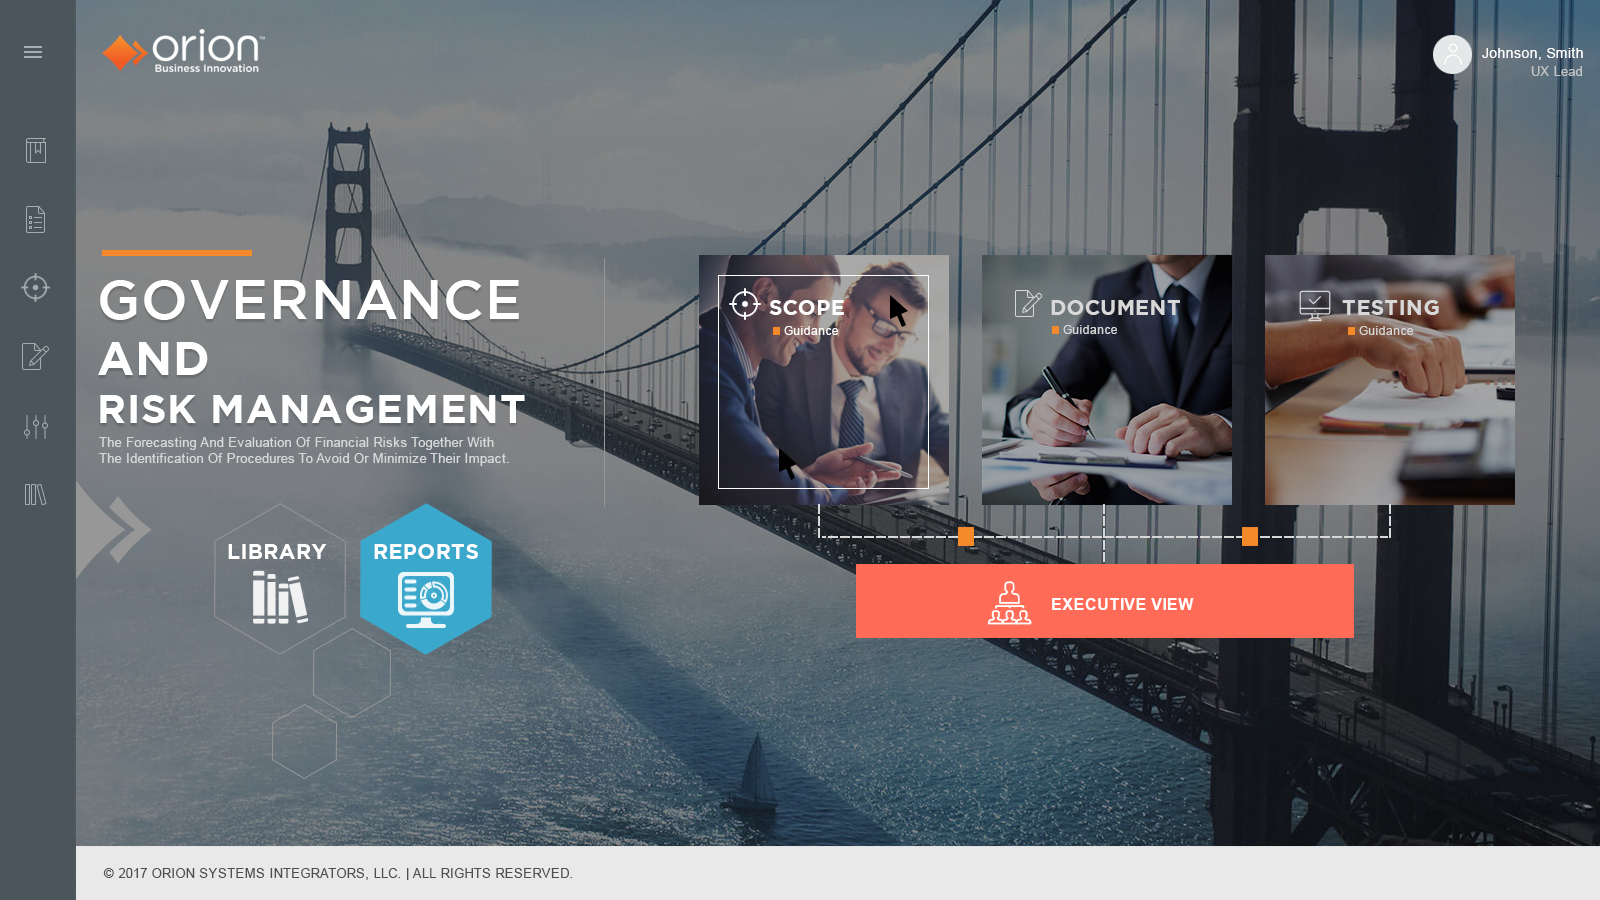 orion™
Business Innovation
Johnson, Smith
UX Lead
GOVERNANCE
AND
RISK MANAGEMENT
The Forecasting And Evaluation Of Financial Risks Together With
The Identification Of Procedures To Avoid Or Minimize Their Impact.
SCOPE
Guidance
DOCUMENT
Guidance
TESTING
Guidance
LIBRARY
REPORTS
EXECUTIVE VIEW
© 2017 ORION SYSTEMS INTEGRATORS, LLC. | ALL RIGHTS RESERVED.